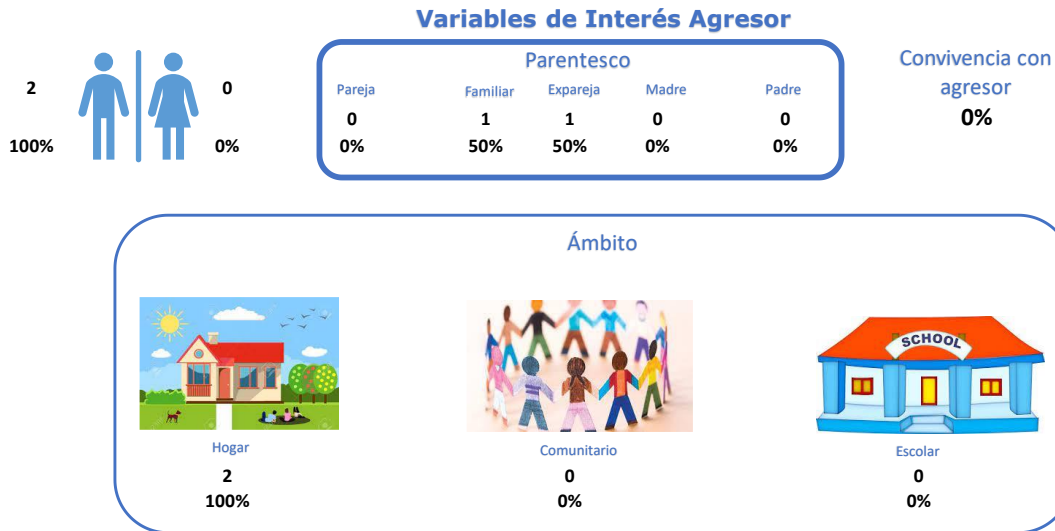 Variables de Interés Agresor
2
0
100%
0%
Parentesco
Pareja Familiar Expareja Madre Padre
0 1 1 0 0
0% 50% 50% 0% 0%
Convivencia con
agresor
0%
Ámbito
SCHOOL
Hogar Comunitario Escolar
2 0 0
100% 0% 0%